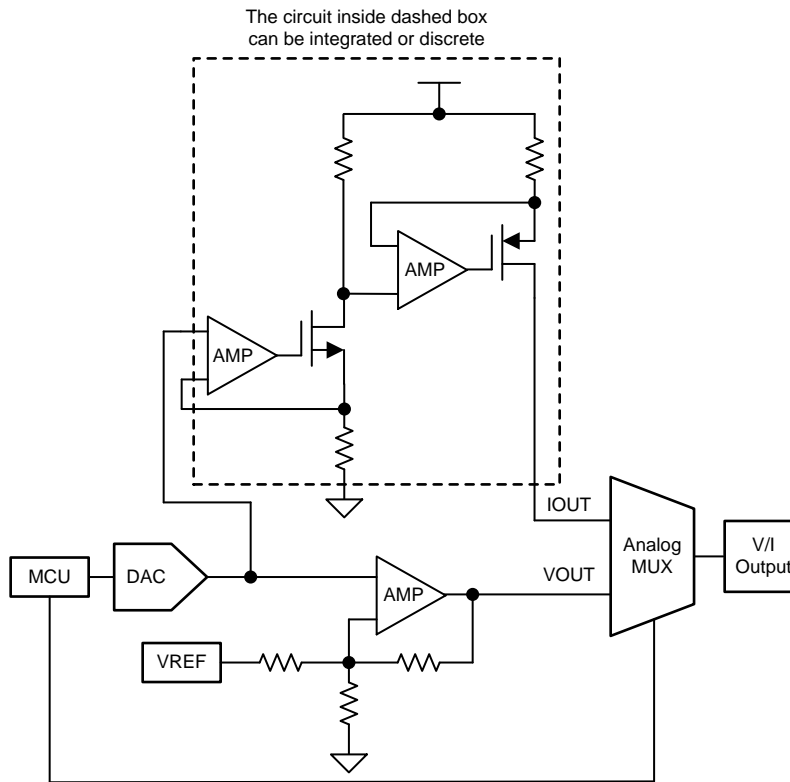 The circuit inside dashed box
can be integrated or discrete
AMP
AMP
IOUT
Analog
MUX
V/I
Output
MCU
DAC
AMP
VOUT
VREF